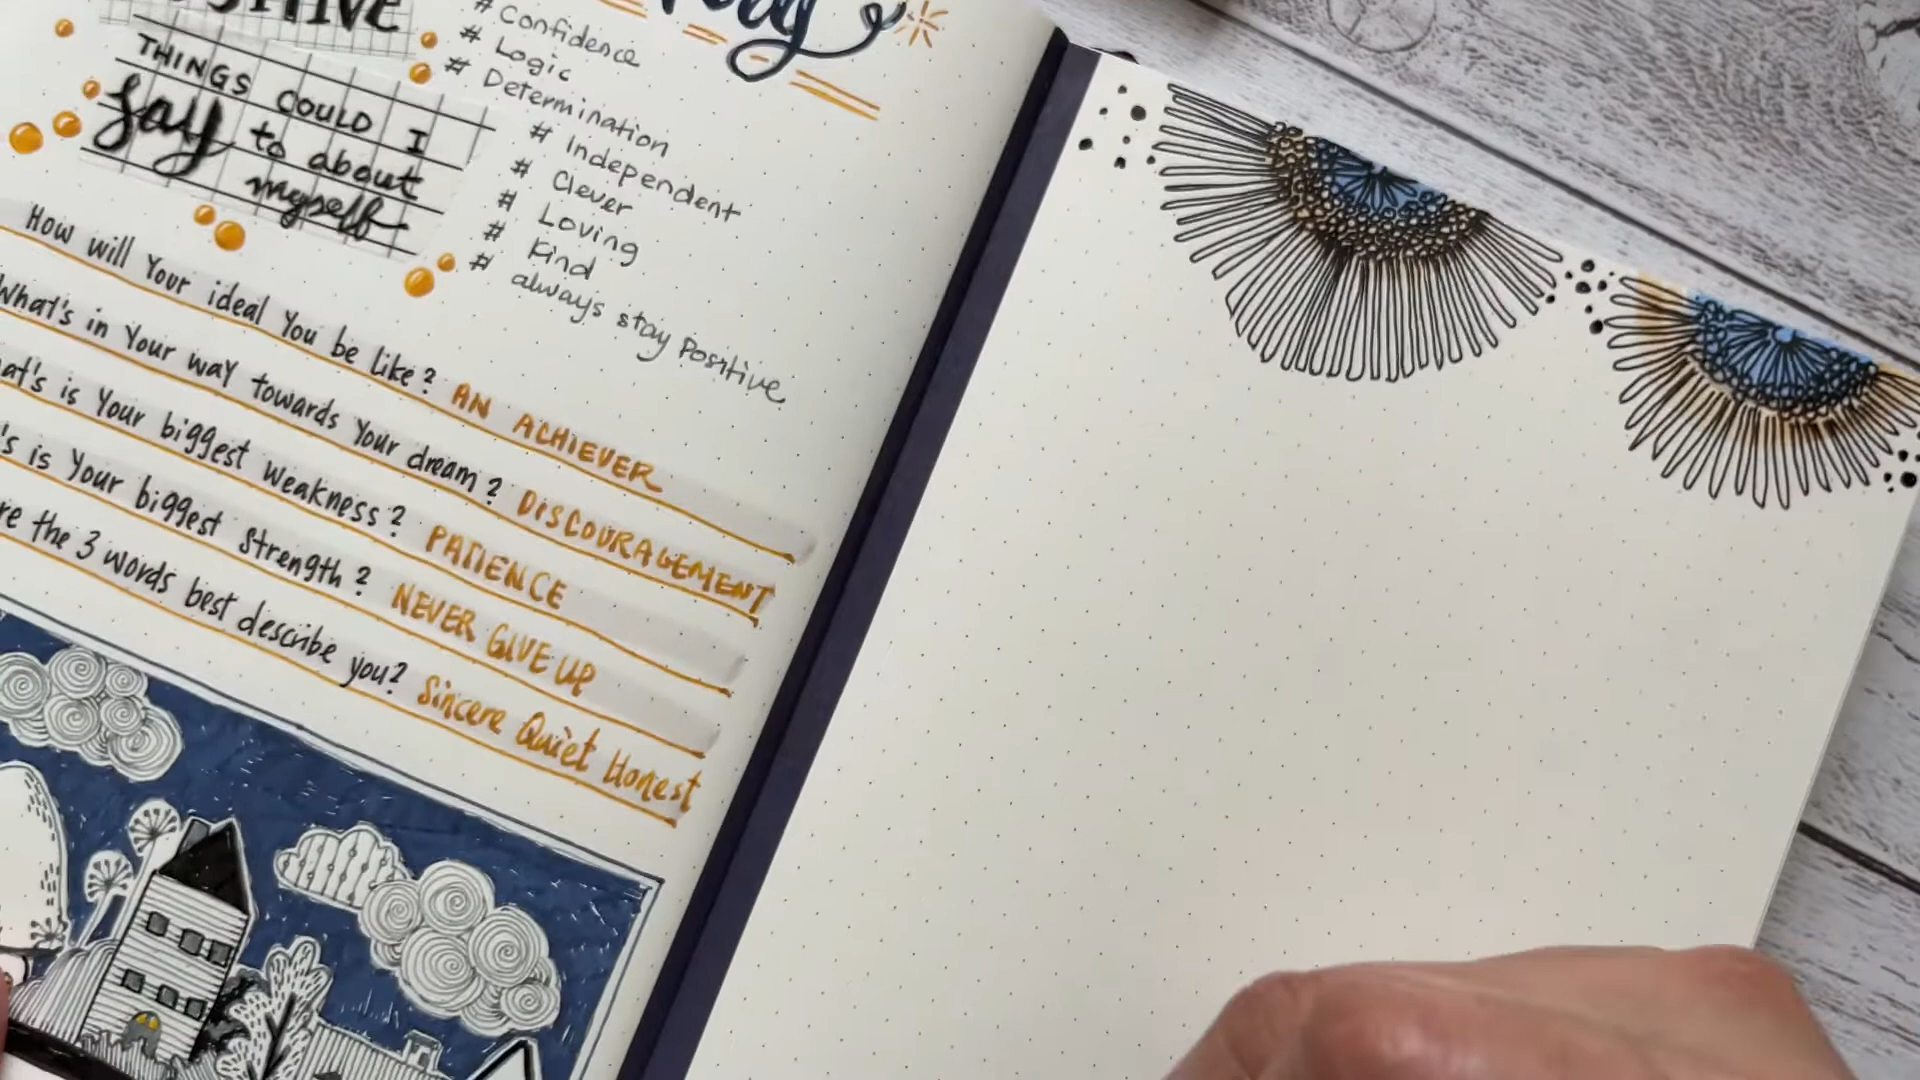 THINGS COULD I
say to about
myself
# Confidence
# Logic
# Determination
# Independent
# Clever
# Loving
# Kind
# always stay Positive
How will Your ideal You be like? AN ACHIEVER
What's in Your way towards Your dream? DISCOURAGEMENT
is Your biggest weakness? PATIENCE
is Your biggest Strength? NEVER GIVE UP
the 3 words best describe you? Sincere Quiet Honest